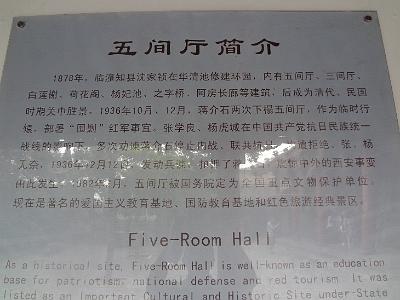 五间厅简介
1878年，临潼知县沈家祯在华清池修建环园，内有五间厅、三间厅、
白莲榭、荷花阁、杨妃池、之字桥、阿房长廊等建筑，后成为清代、民国
时期关中胜景，1936年10月、12月，蒋介石两次下榻五间厅，作为临时行
辕，部署“围剿”红军事宜。张学良、杨虎城在中国共产党抗日民族统一
战线的影响下，多次劝谏蒋介石停止内战，联共抗日，遭拒绝，张、杨
无奈，1936年12月12日，发动兵谏，扣押了蒋介石，震惊中外的西安事变
由此发生。1982年2月，五间厅被国务院定为全国重点文物保护单位，
现在是著名的爱国主义教育基地、国防教育基地和红色旅游经典景区。
Five-Room Hall
As a historical site, Five-Room Hall is well-known as an education
base for patriotism, national defense and red tourism. It was
listed as an Important Cultural and Historic Site under State